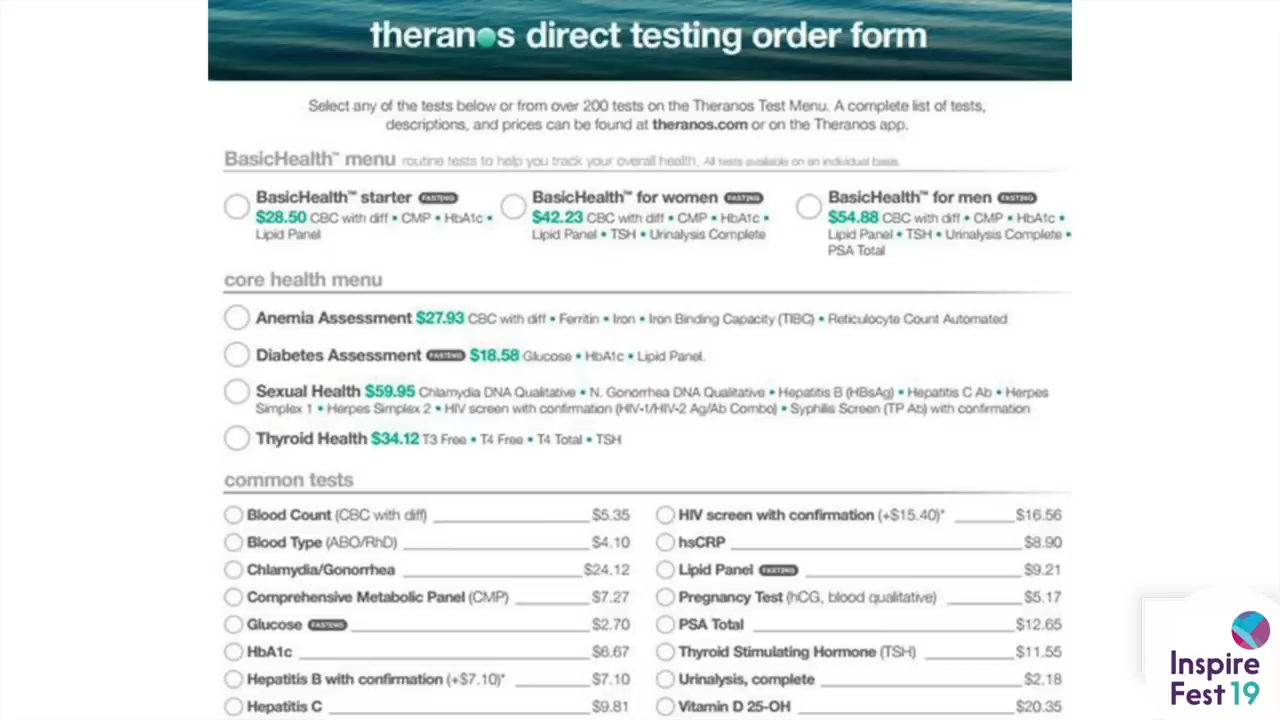 theranos direct testing order form
Select any of the tests below or from over 200 tests on the Theranos Test Menu. A complete list of tests,
descriptions, and prices can be found at theranos.com or on the Theranos app.
BasicHealth™ menu routine tests to help you track your overall health. All tests available on an individual basis.
BasicHealth™ starter FASTING
$28.50 CBC with diff • CMP • HbA1c •
Lipid Panel
BasicHealth™ for women FASTING
$42.23 CBC with diff • CMP • HbA1c •
Lipid Panel • TSH • Urinalysis Complete
BasicHealth™ for men FASTING
$54.88 CBC with diff • CMP • HbA1c •
Lipid Panel • TSH • Urinalysis Complete •
PSA Total
core health menu
Anemia Assessment $27.93 CBC with diff • Ferritin • Iron • Iron Binding Capacity (TIBC) • Reticulocyte Count Automated
Diabetes Assessment FASTING $18.58 Glucose • HbA1c • Lipid Panel
Sexual Health $59.95 Chlamydia DNA Qualitative • N. Gonorrhea DNA Qualitative • Hepatitis B (HBsAg) • Hepatitis C Ab • Herpes
Simplex 1 • Herpes Simplex 2 • HIV screen with confirmation (HIV-1/HIV-2 Ag/Ab Combo) • Syphilis Screen (TP Ab) with confirmation
Thyroid Health $34.12 T3 Free • T4 Free • T4 Total • TSH
common tests
Blood Count (CBC with diff) $5.35
Blood Type (ABO/RhD) $4.10
Chlamydia/Gonorrhea $24.12
Comprehensive Metabolic Panel (CMP) $7.27
Glucose FASTING $2.70
HbA1c $6.67
Hepatitis B with confirmation (+$7.10)* $7.10
Hepatitis C $9.81
HIV screen with confirmation (+$15.40)* $16.56
hsCRP $8.90
Lipid Panel FASTING $9.21
Pregnancy Test (hCG, blood qualitative) $5.17
PSA Total $12.65
Thyroid Stimulating Hormone (TSH) $11.55
Urinalysis, complete $2.18
Vitamin D 25-OH $20.35
Inspire
Fest 19